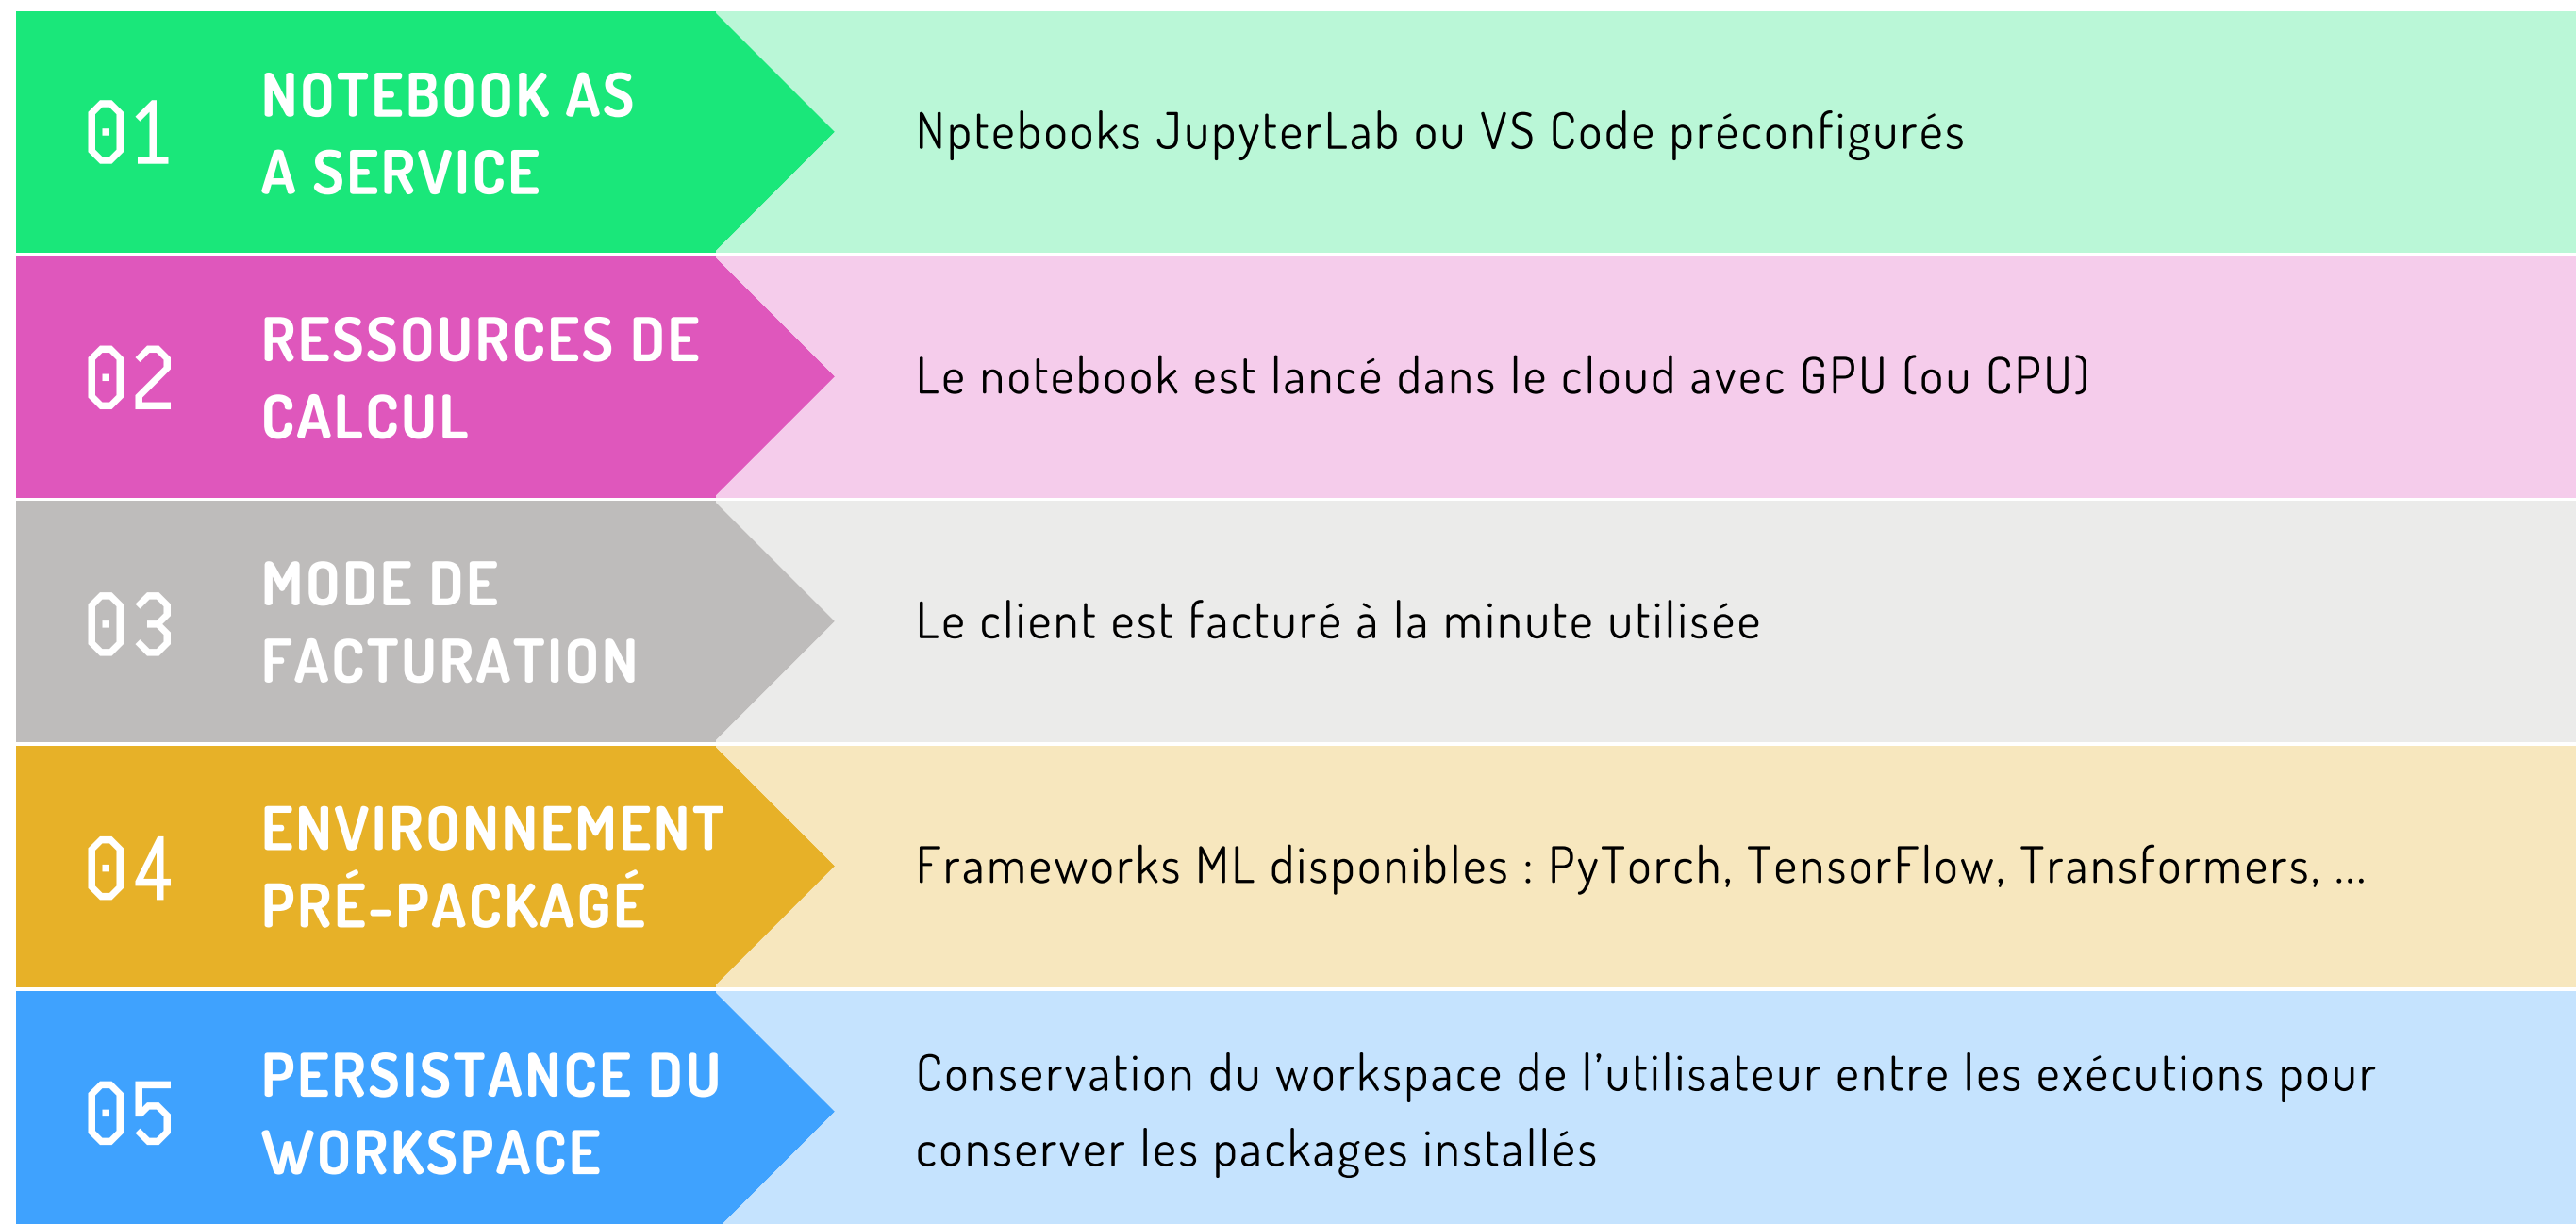 01
NOTEBOOK AS
A SERVICE
Nptebooks JupyterLab ou VS Code préconfigurés
02
RESSOURCES DE
CALCUL
Le notebook est lancé dans le cloud avec GPU (ou CPU)
03
MODE DE
FACTURATION
Le client est facturé à la minute utilisée
04
ENVIRONNEMENT
PRÉ-PACKAGÉ
Frameworks ML disponibles : PyTorch, TensorFlow, Transformers, ...
05
PERSISTANCE DU
WORKSPACE
Conservation du workspace de l’utilisateur entre les exécutions pour
conserver les packages installés